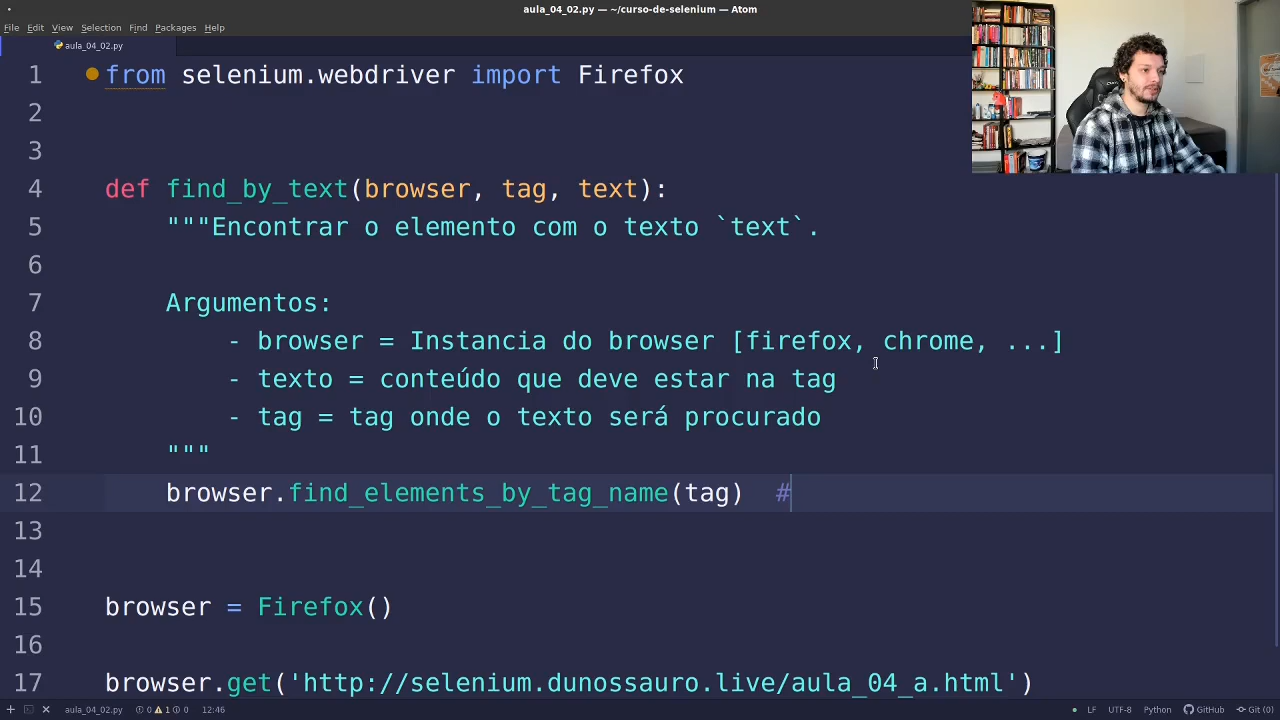 aula_04_02.py — ~/curso-de-selenium — Atom
File Edit View Selection Find Packages Help
aula_04_02.py
1 from selenium.webdriver import Firefox
2
3
4 def find_by_text(browser, tag, text):
5 """Encontrar o elemento com o texto `text`.
6
7 Argumentos:
8 - browser = Instancia do browser [firefox, chrome, ...]
9 - texto = conteúdo que deve estar na tag
10 - tag = tag onde o texto será procurado
11 """
12 browser.find_elements_by_tag_name(tag)  #
13
14
15 browser = Firefox()
16
17 browser.get('http://selenium.dunossauro.live/aula_04_a.html')
aula_04_02.py 0 1 0 12:46 LF UTF-8 Python GitHub Git (0)